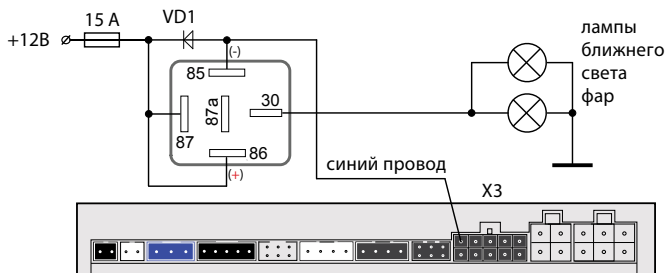 15 А
VD1
+12В
(-)
85
30
87а
87
86
(+)
лампы
ближнего
света
фар
синий провод
X3